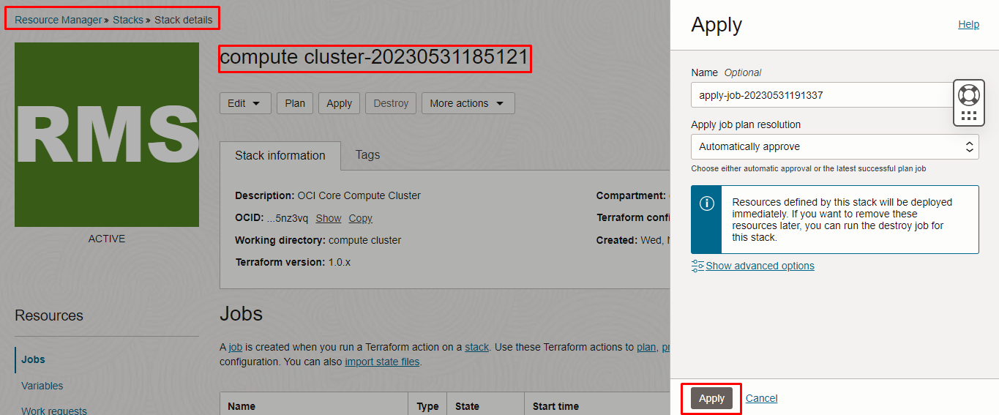 Resource Manager » Stacks » Stack details
RMS
ACTIVE
compute cluster-20230531185121
Edit Plan Apply Destroy More actions
Stack information Tags
Description: OCI Core Compute Cluster
OCID: ...5nz3vq Show Copy
Working directory: compute cluster
Terraform version: 1.0.x
Compartment:
Terraform confi
Created: Wed,
Resources
Jobs
Variables
Work requests
Jobs
A job is created when you run a Terraform action on a stack. Use these Terraform actions to plan, pr
configuration. You can also import state files.
Name Type State Start time
Apply
Help
Name Optional
apply-job-20230531191337
Apply job plan resolution
Automatically approve
Choose either automatic approval or the latest successful plan job
Resources defined by this stack will be deployed
immediately. If you want to remove these
resources later, you can run the destroy job for
this stack.
Show advanced options
Apply Cancel